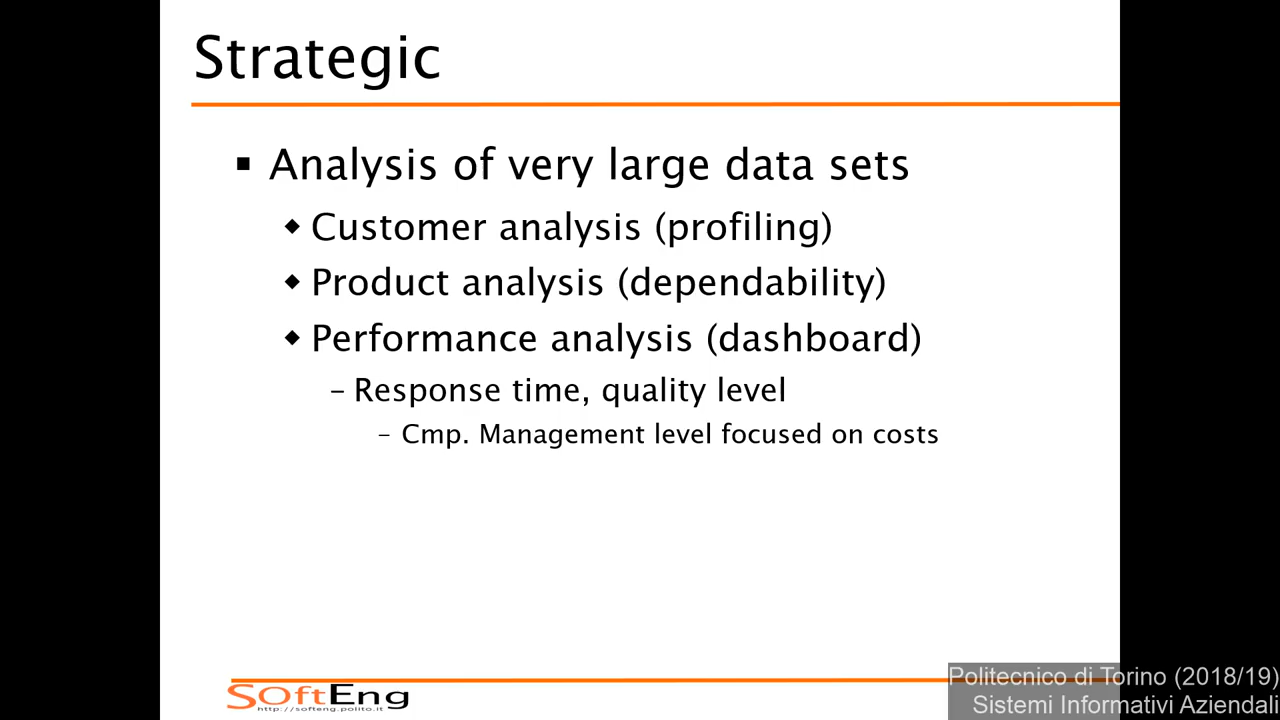 Strategic
▪ Analysis of very large data sets
◆ Customer analysis (profiling)
◆ Product analysis (dependability)
◆ Performance analysis (dashboard)
– Response time, quality level
– Cmp. Management level focused on costs
SoftEng
http://softeng.polito.it
Politecnico di Torino (2018/19)
Sistemi Informativi Aziendali